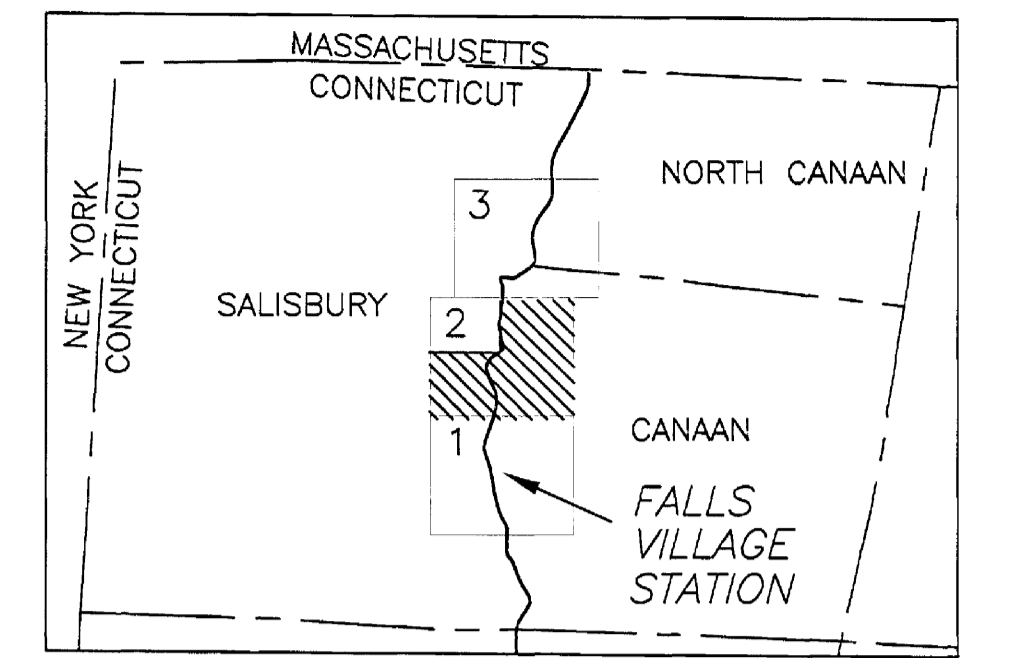 MASSACHUSETTS
CONNECTICUT
NEW YORK
CONNECTICUT
NORTH CANAAN
3
SALISBURY
2
1
CANAAN
FALLS
VILLAGE
STATION